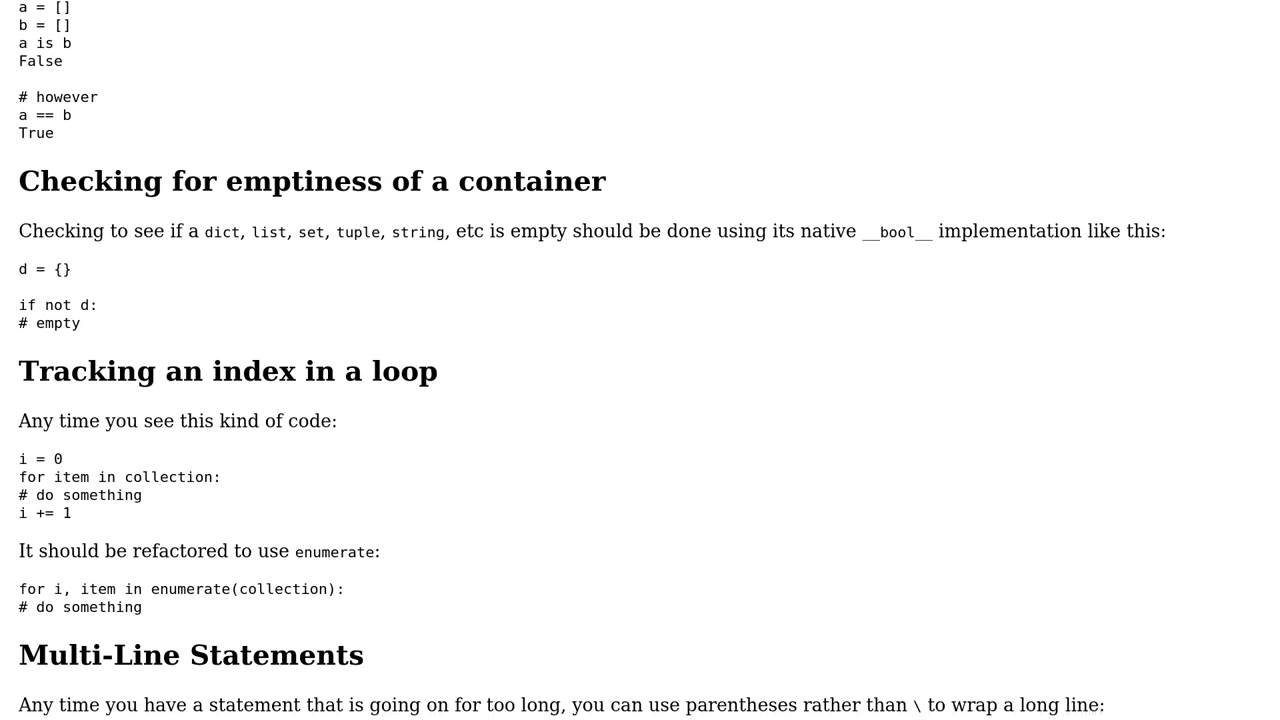 a = []
b = []
a is b
False
# however
a == b
True
Checking for emptiness of a container
Checking to see if a dict, list, set, tuple, string, etc is empty should be done using its native __bool__ implementation like this:
d = {}
if not d:
# empty
Tracking an index in a loop
Any time you see this kind of code:
i = 0
for item in collection:
# do something
i += 1
It should be refactored to use enumerate:
for i, item in enumerate(collection):
# do something
Multi-Line Statements
Any time you have a statement that is going on for too long, you can use parentheses rather than \ to wrap a long line: